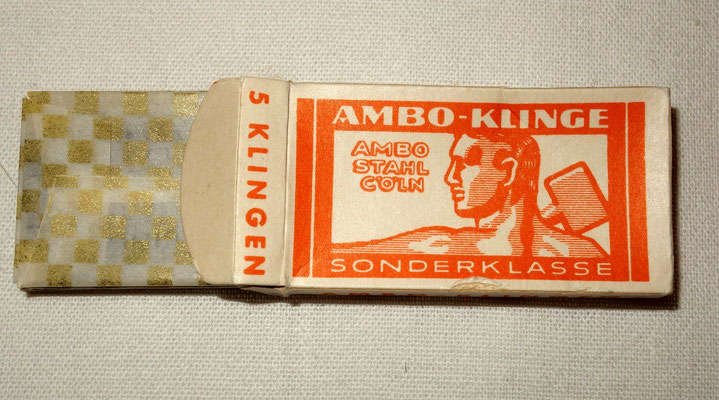 5 KLINGEN
AMBO-KLINGE
AMBO
STAHL
CÖLN
SONDERKLASSE